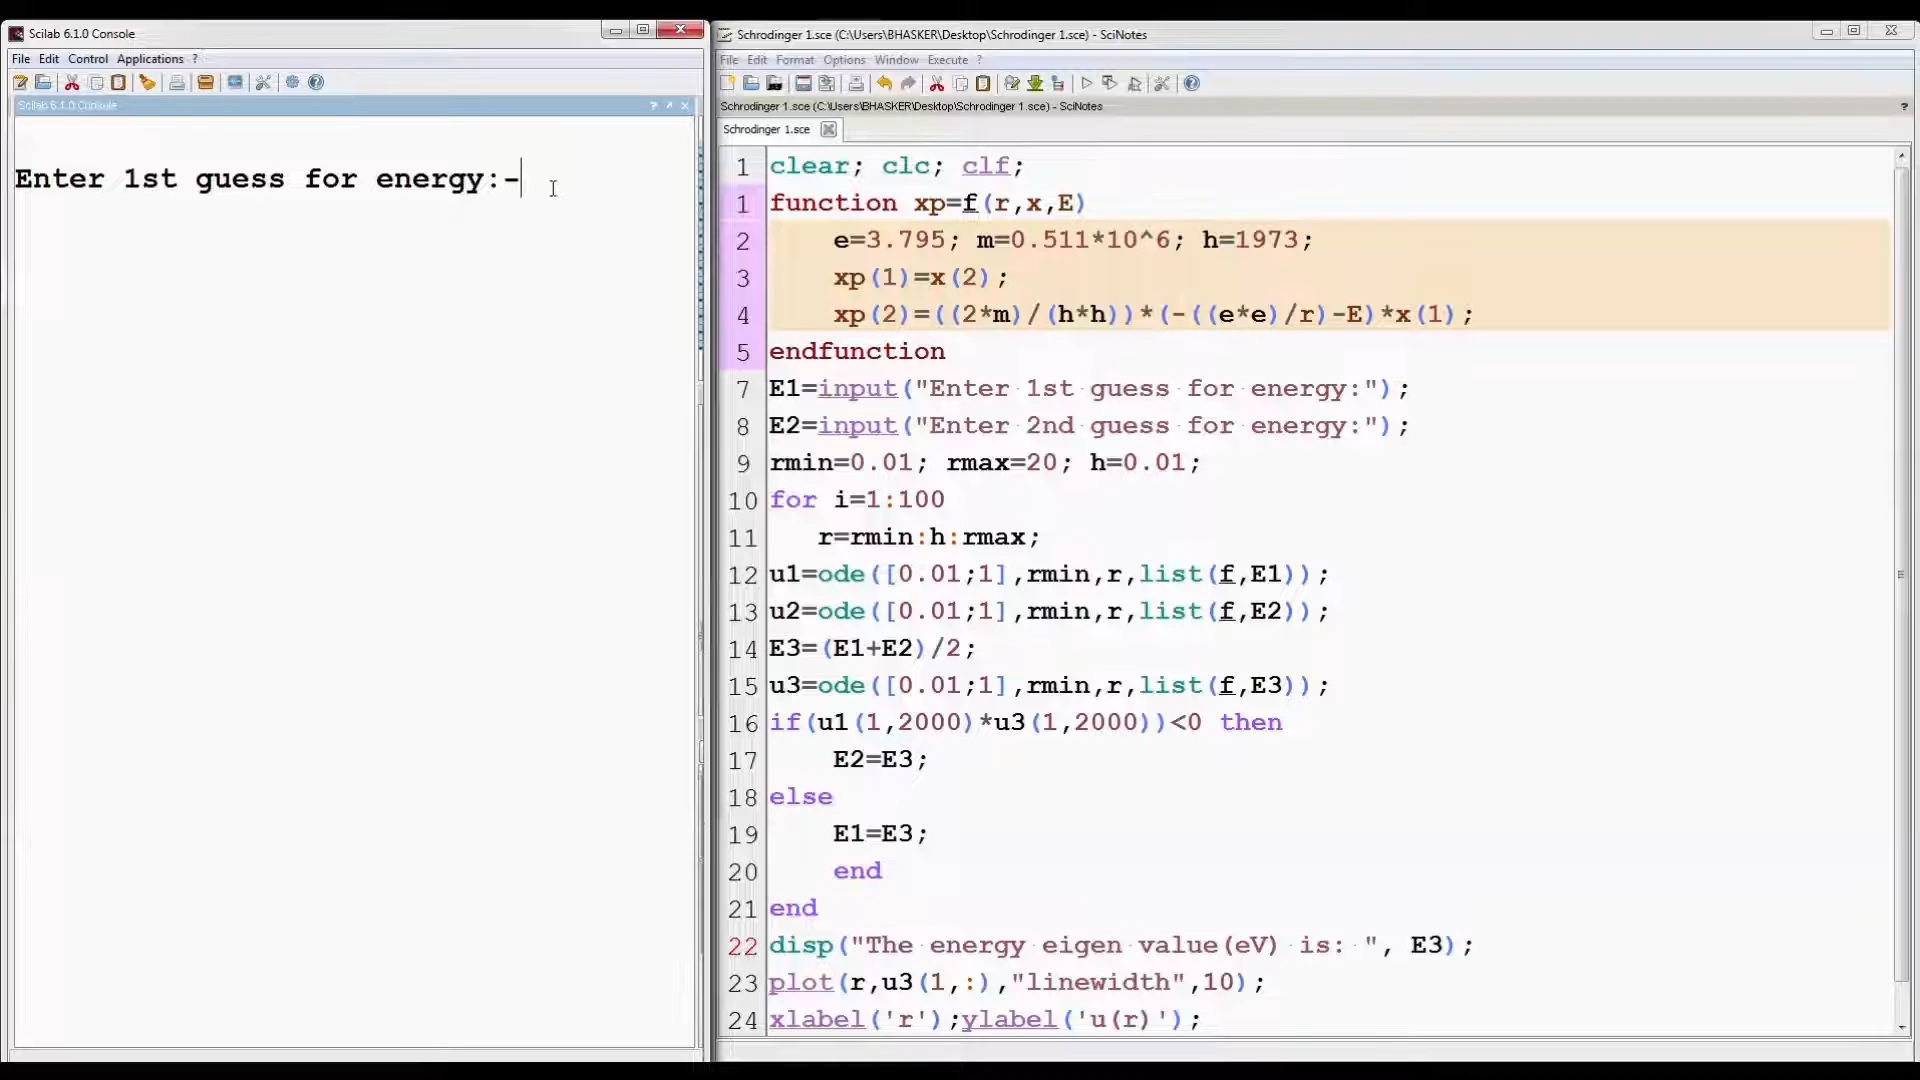 Scilab 6.1.0 Console
File Edit Control Applications ?
Scilab 6.1.0 Console
Enter 1st guess for energy:-
Schrodinger 1.sce (C:\Users\BHASKER\Desktop\Schrodinger 1.sce) - SciNotes
File Edit Format Options Window Execute ?
Schrodinger 1.sce (C:\Users\BHASKER\Desktop\Schrodinger 1.sce) - SciNotes
Schrodinger 1.sce
1 clear; clc; clf;
1 function xp=f(r,x,E)
2 e=3.795; m=0.511*10^6; h=1973;
3 xp(1)=x(2);
4 xp(2)=((2*m)/(h*h))*(-((e*e)/r)-E)*x(1);
5 endfunction
7 E1=input("Enter 1st guess for energy:");
8 E2=input("Enter 2nd guess for energy:");
9 rmin=0.01; rmax=20; h=0.01;
10 for i=1:100
11 r=rmin:h:rmax;
12 u1=ode([0.01;1],rmin,r,list(f,E1));
13 u2=ode([0.01;1],rmin,r,list(f,E2));
14 E3=(E1+E2)/2;
15 u3=ode([0.01;1],rmin,r,list(f,E3));
16 if(u1(1,2000)*u3(1,2000))<0 then
17 E2=E3;
18 else
19 E1=E3;
20 end
21 end
22 disp("The energy eigen value(eV) is: ", E3);
23 plot(r,u3(1,:),"linewidth",10);
24 xlabel('r');ylabel('u(r)');